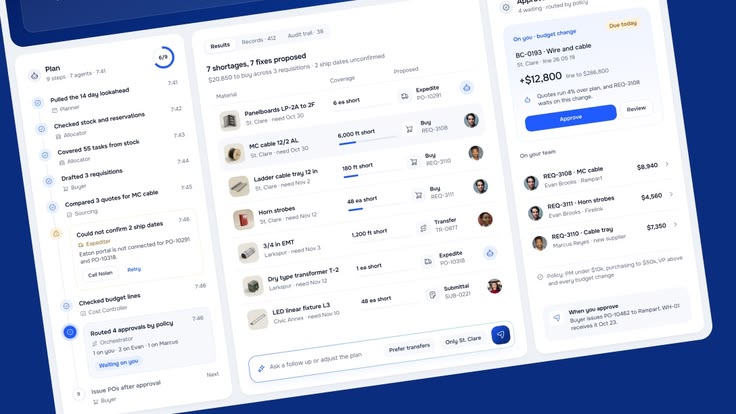 Plan
9 steps · 7 agents · 7:41
6/9
Pulled the 14 day lookahead
Planner
7:41
Checked stock and reservations
Allocator
7:42
Covered 55 tasks from stock
Allocator
7:43
Drafted 3 requisitions
Buyer
7:44
Compared 3 quotes for MC cable
Sourcing
7:45
Could not confirm 2 ship dates
7:46
Expediter
Eaton portal is not connected for PO-10291
and PO-10318.
Call Nolan
Retry
Checked budget lines
Cost Controller
7:46
Routed 4 approvals by policy
7:46
Orchestrator
1 on you · 2 on Evan · 1 on Marcus
Waiting on you
9
Issue POs after approval
Buyer
Next
Results
Records · 412
Audit trail · 38
7 shortages, 7 fixes proposed
$20,850 to buy across 3 requisitions · 2 ship dates unconfirmed
Material
Coverage
Proposed
Panelboards LP-2A to 2F
St. Clare · need Oct 30
6 ea short
Expedite
PO-10291
MC cable 12/2 AL
St. Clare · need Oct 30
6,000 ft short
Buy
REQ-3108
Ladder cable tray 12 in
St. Clare · need Nov 2
180 ft short
Buy
REQ-3110
Horn strobes
St. Clare · need Nov 12
48 ea short
Buy
REQ-3111
3/4 in EMT
Larkspur · need Nov 3
1,200 ft short
Transfer
TR-0877
Dry type transformer T-2
Larkspur · need Nov 12
1 ea short
Expedite
PO-10318
LED linear fixture L3
Civic Annex · need Nov 10
48 ea short
Submittal
SUB-0221
Ask a follow up or adjust the plan
Prefer transfers
Only St. Clare
4 waiting · routed by policy
On you · budget change
Due today
BC-0193 · Wire and cable
St. Clare · line 26 05 19
+$12,800 line to $286,800
Quotes run 4% over plan, and REQ-3108
waits on this change.
Approve
Review
On your team
REQ-3108 · MC cable
Evan Brooks · Rampart
$8,940
REQ-3111 · Horn strobes
Evan Brooks · Firelink
$4,560
REQ-3110 · Cable tray
Marcus Reyes · new supplier
$7,350
Policy: PM under $10k, purchasing to $50k, VP above
and every budget change
When you approve
Buyer issues PO-10462 to Rampart. WH-01
receives it Oct 23.